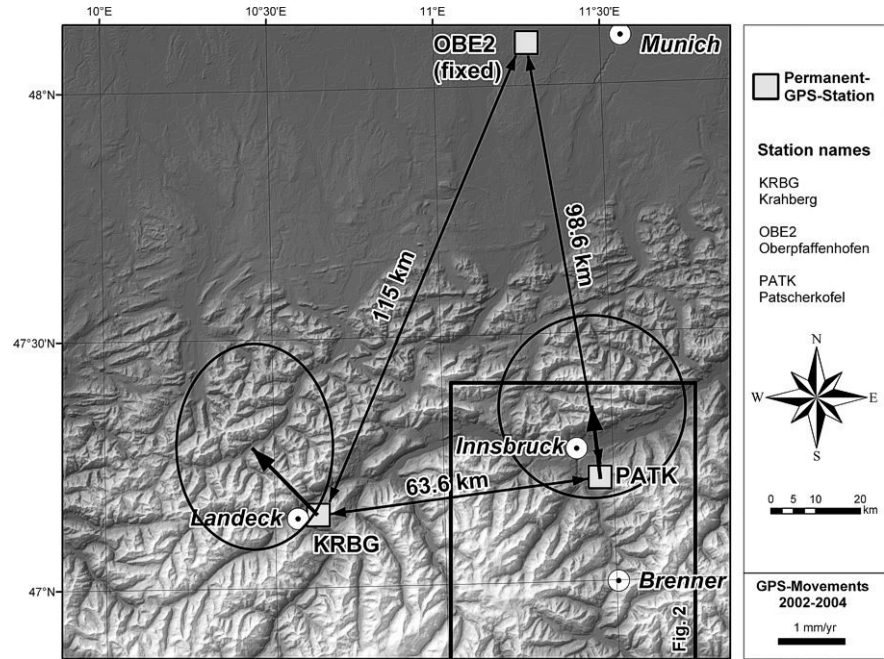 10°E
10°30'E
11°E
11°30'E
OBE2
(fixed)
Munich
48°N
98.6 km
115 km
47°30'N
Innsbruck
PATK
63.6 km
Landeck
KRBG
Brenner
47°N
Fig. 2
Permanent-
GPS-Station
Station names
KRBG
Krahberg
OBE2
Oberpfaffenhofen
PATK
Patscherkofel
N
W E
S
0 5 10 20
km
GPS-Movements
2002-2004
1 mm/yr